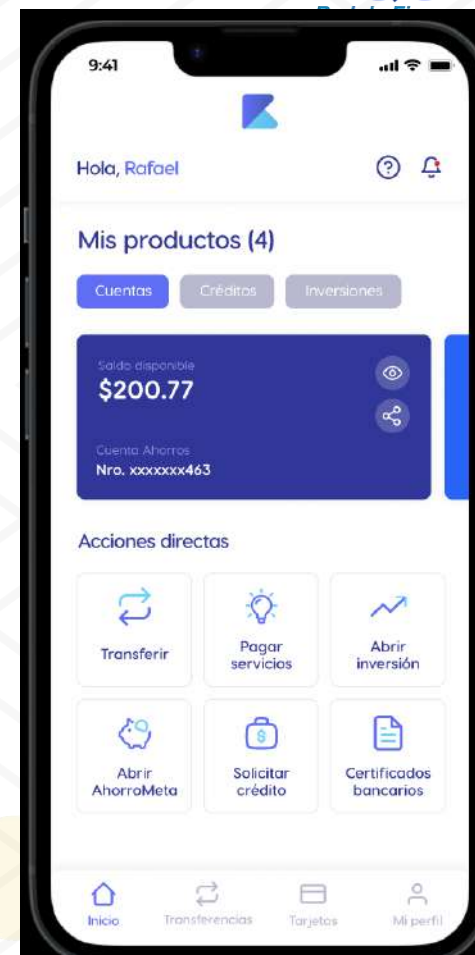 9:41
Hola, Rafael
Mis productos (4)
Cuentas
Créditos
Inversiones
Saldo disponible
$200.77
Cuenta Ahorros
Nro. xxxxxxx463
Acciones directas
Transferir
Pagar
servicios
Abrir
inversión
Abrir
AhorroMeta
Solicitar
crédito
Certificados
bancarios
Inicio
Transferencias
Tarjetas
Mi perfil